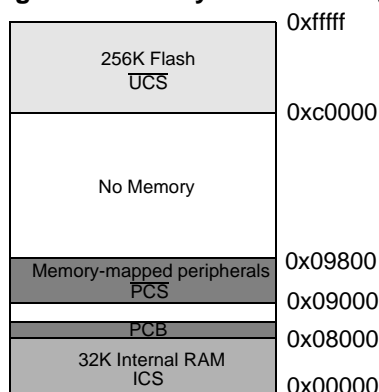 0xfffff
256K Flash
UCS
0xc0000
No Memory
0x09800
Memory-mapped peripherals
PCS
0x09000
PCB
0x08000
32K Internal RAM
ICS
0x00000